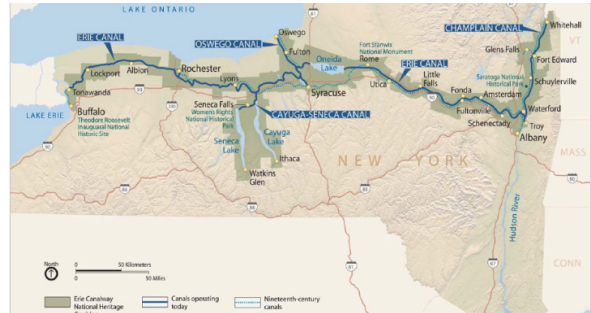 LAKE ONTARIO
81
Oswego
CHAMPLAIN CANAL
Whitehall
ERIE CANAL
OSWEGO CANAL
Fulton
Fort Stanwix
National Monument
Rome
Oneida
Lake
ERIE CANAL
Glens Falls
VT
Fort Edward
Lockport
Albion
Rochester
Lyons
Syracuse
Utica
Little
Falls
Saratoga National
Historical Park
Schuylerville
Tonawanda
Buffalo
Seneca Falls
Women's Rights
National Historical
Park
CAYUGA-SENECA CANAL
Fonda
Amsterdam
Fultonville
Waterford
Schenectady
Troy
Albany
LAKE ERIE
Theodore Roosevelt
Inaugural National
Historic Site
Seneca
Lake
Cayuga
Lake
Ithaca
Watkins
Glen
NEW YORK
MASS
90
Hudson River
CONN
North
0 50 Kilometers
0 50 Miles
81
87
88
Erie Canalway
National Heritage
Canals operating
today
Nineteenth-century
canals